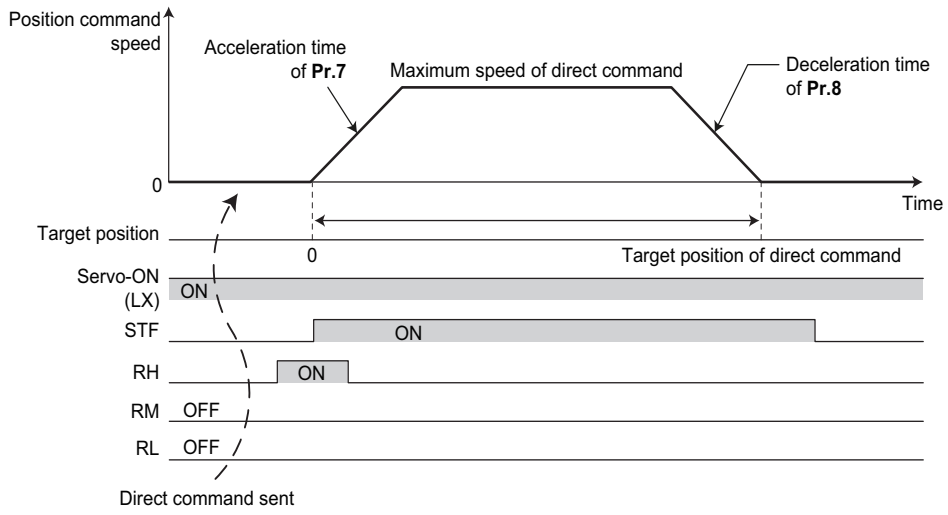 Position command
speed
Acceleration time
of Pr.7
Maximum speed of direct command
Deceleration time
of Pr.8
0
Time
Target position
0
Target position of direct command
Servo-ON
(LX)
ON
STF
ON
RH
ON
RM
OFF
RL
OFF
Direct command sent